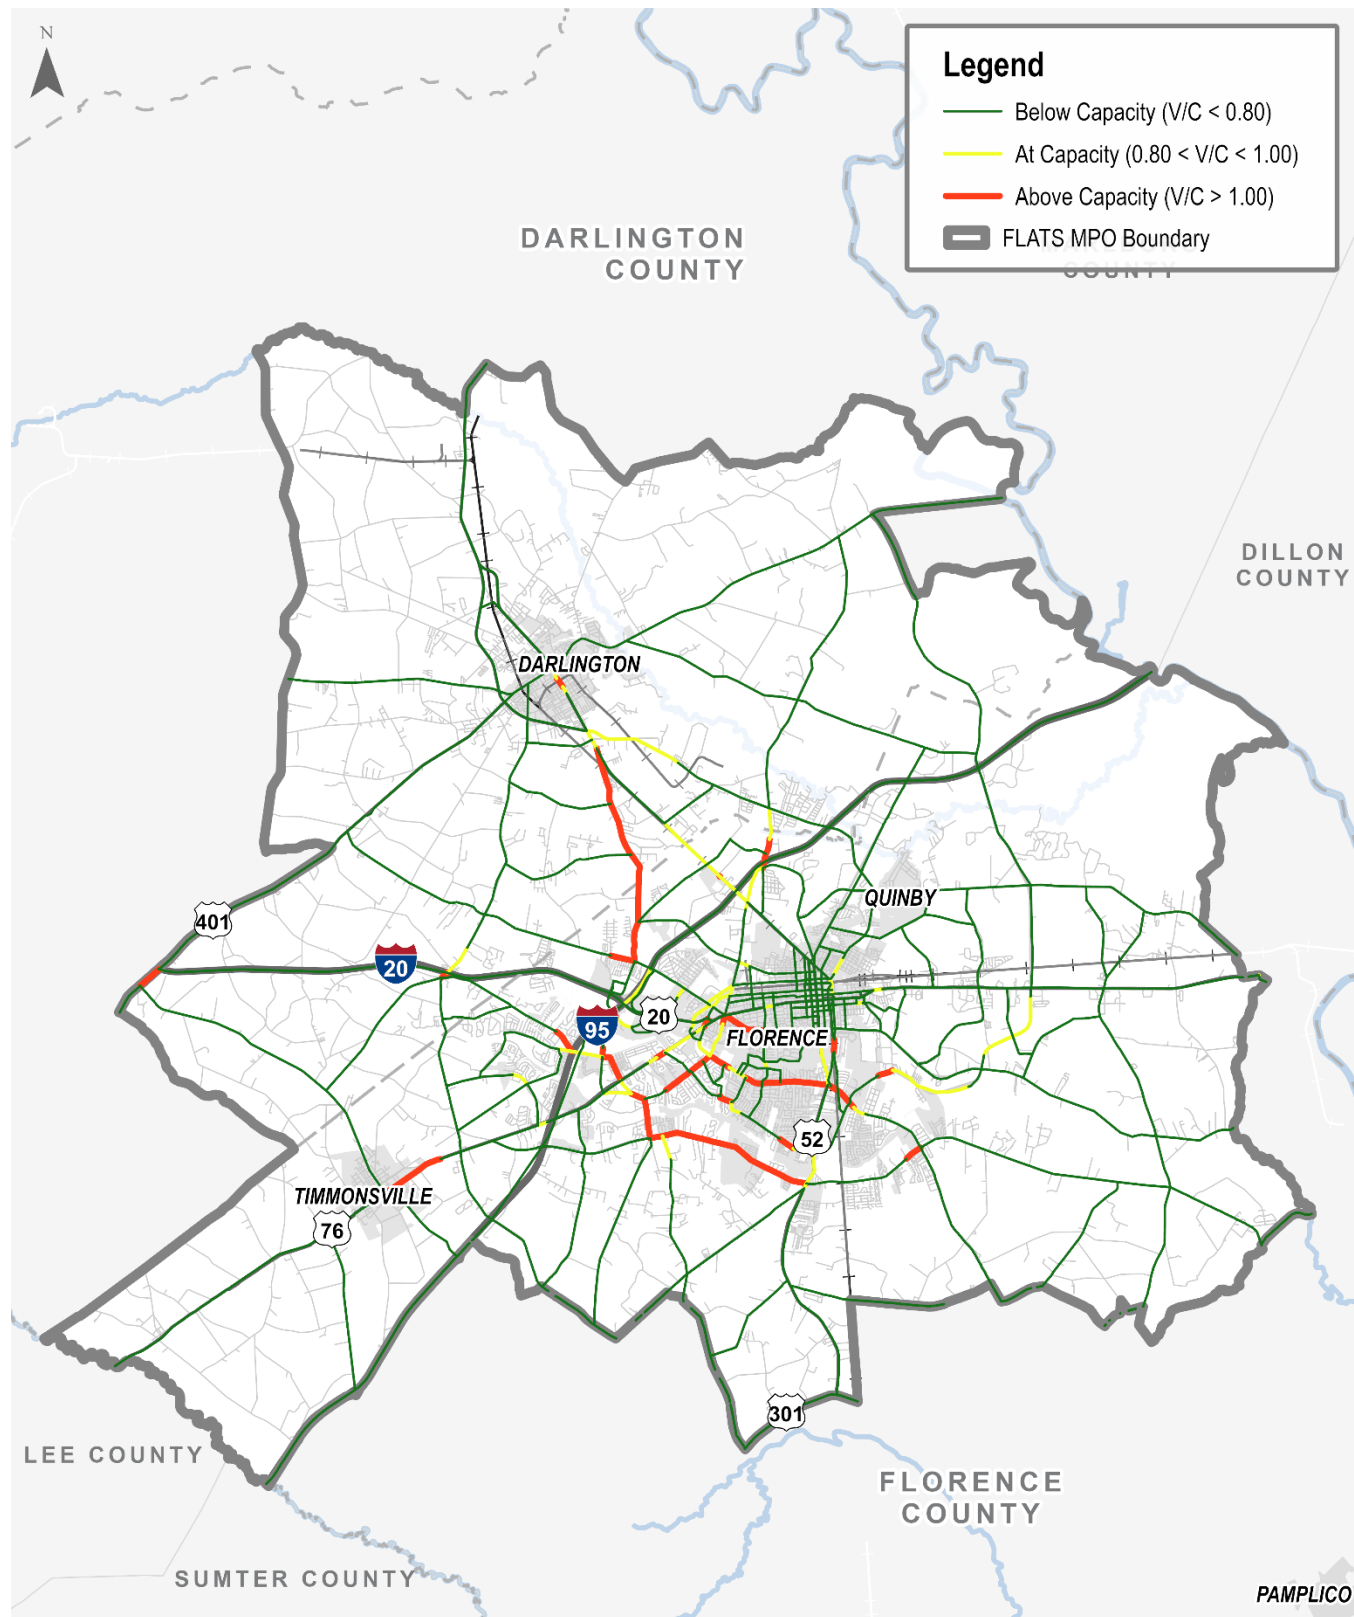 N
Legend
Below Capacity (V/C < 0.80)
At Capacity (0.80 < V/C < 1.00)
Above Capacity (V/C > 1.00)
FLATS MPO Boundary
COUNTY
DARLINGTON
COUNTY
DILLON
COUNTY
DARLINGTON
QUINBY
401
20
20
95
FLORENCE
52
TIMMONSVILLE
76
301
LEE COUNTY
FLORENCE
COUNTY
SUMTER COUNTY
PAMPLICO